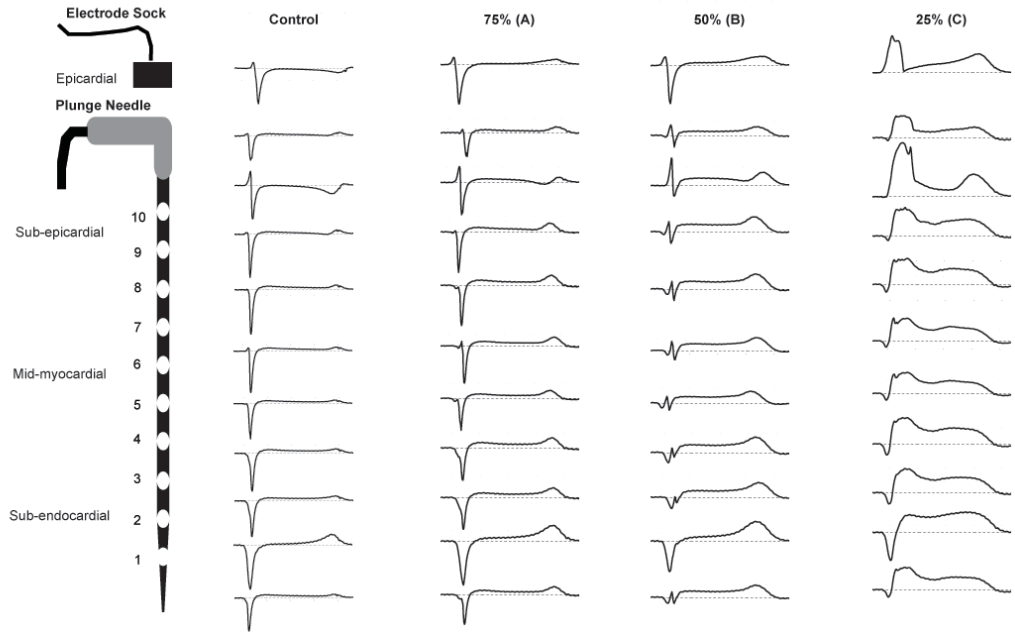 Electrode Sock
Control
75% (A)
50% (B)
25% (C)
Epicardial
Plunge Needle
10
Sub-epicardial
9
8
7
6
Mid-myocardial
5
4
3
Sub-endocardial
2
1